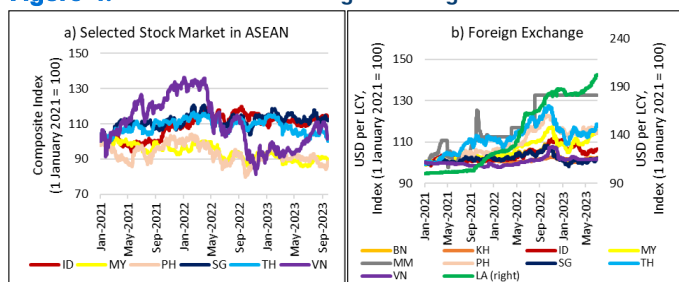 a) Selected Stock Market in ASEAN
Composite Index
(1 January 2021 = 100)
150
130
110
90
70
Jan-2021
May-2021
Sep-2021
Jan-2022
May-2022
Sep-2022
Jan-2023
May-2023
Sep-2023
ID MY PH SG TH VN
b) Foreign Exchange
USD per LCY,
Index (1 January 2021 = 100)
150
130
110
90
240
190
140
90
USD per LCY,
Index (1 January 2021 = 100)
Jan-2021
May-2021
Sep-2021
Jan-2022
May-2022
Sep-2022
Jan-2023
May-2023
BN KH ID MY
MM PH SG TH
VN LA (right)